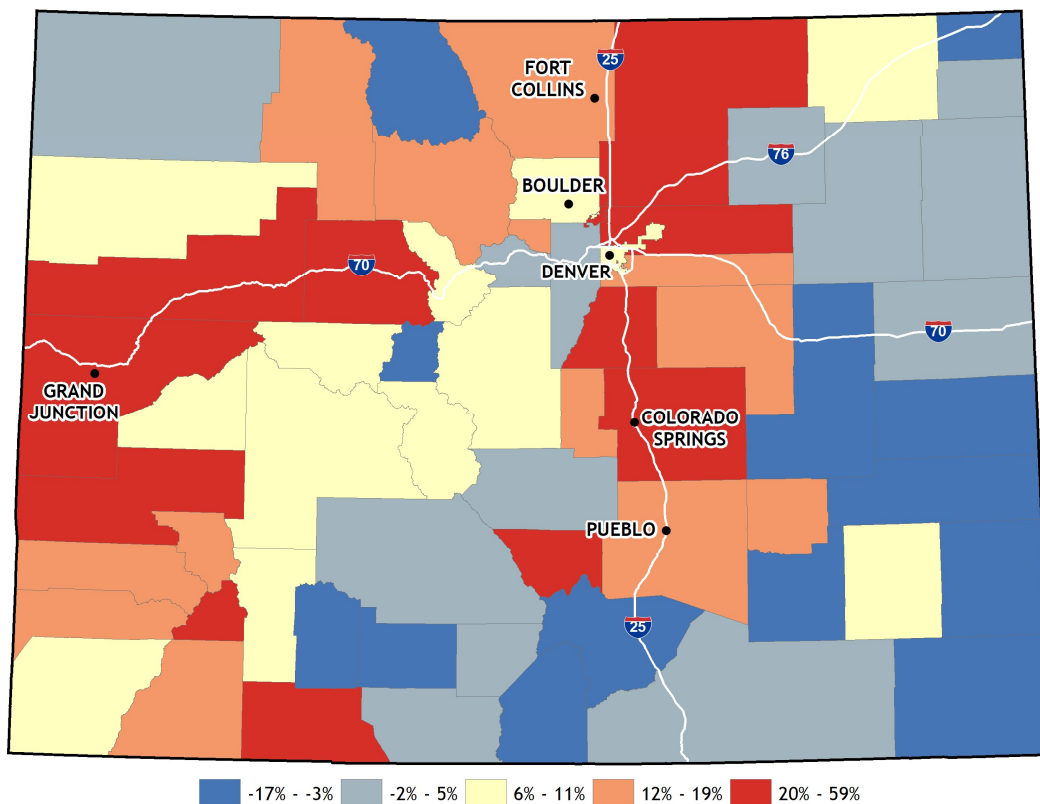 25
FORT
COLLINS
76
BOULDER
70
DENVER
70
GRAND
JUNCTION
COLORADO
SPRINGS
PUEBLO
25
-17% - -3%
-2% - 5%
6% - 11%
12% - 19%
20% - 59%